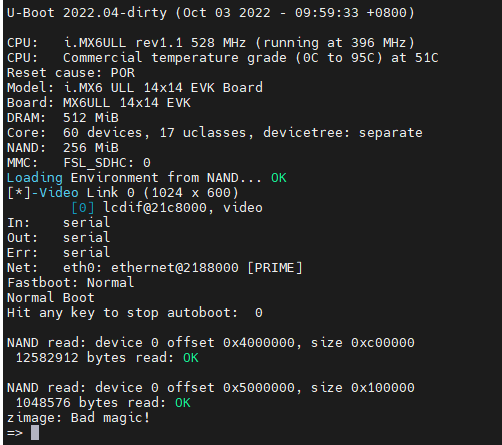 U-Boot 2022.04-dirty (Oct 03 2022 - 09:59:33 +0800)
CPU:   i.MX6ULL rev1.1 528 MHz (running at 396 MHz)
CPU:   Commercial temperature grade (0C to 95C) at 51C
Reset cause: POR
Model: i.MX6 ULL 14x14 EVK Board
Board: MX6ULL 14x14 EVK
DRAM:  512 MiB
Core:  60 devices, 17 uclasses, devicetree: separate
NAND:  256 MiB
MMC:   FSL_SDHC: 0
Loading Environment from NAND... OK
[*]-Video Link 0 (1024 x 600)
[0] lcdif@21c8000, video
In:    serial
Out:   serial
Err:   serial
Net:   eth0: ethernet@2188000 [PRIME]
Fastboot: Normal
Normal Boot
Hit any key to stop autoboot:  0
NAND read: device 0 offset 0x4000000, size 0xc00000
12582912 bytes read: OK
NAND read: device 0 offset 0x5000000, size 0x100000
1048576 bytes read: OK
zimage: Bad magic!
=>